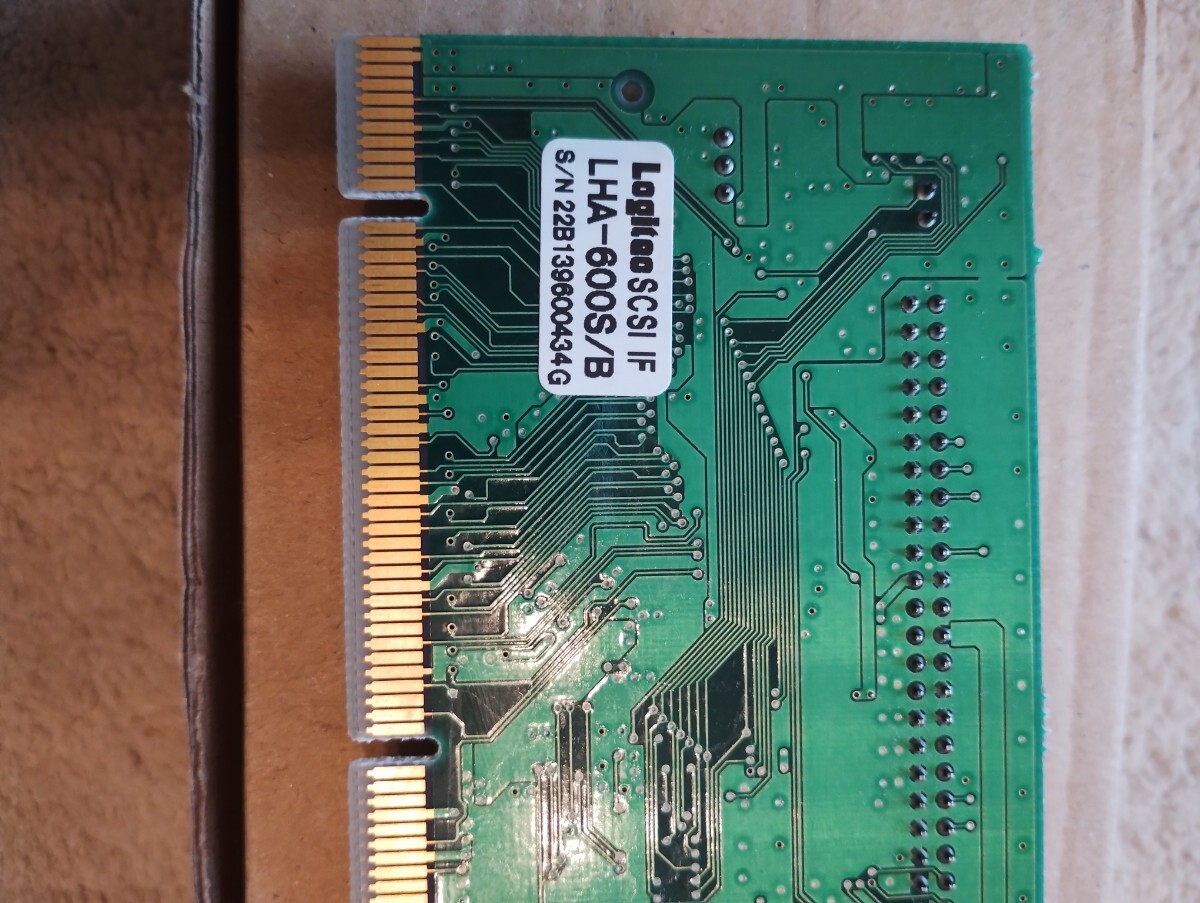 Logitec SCSI IF
LHA-600S/B
S/N 22B139600434G